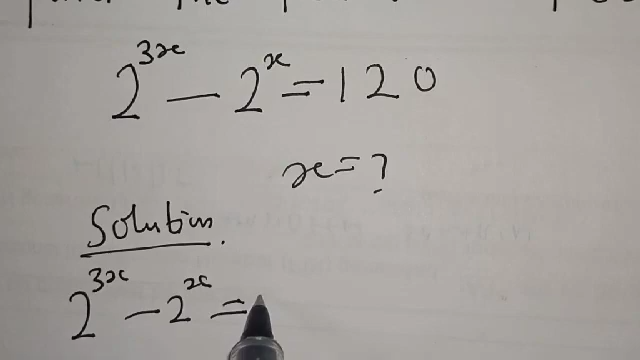 2^{3x} - 2^{x} = 120
x = ?
Solution.
2^{3x} - 2^{x} =